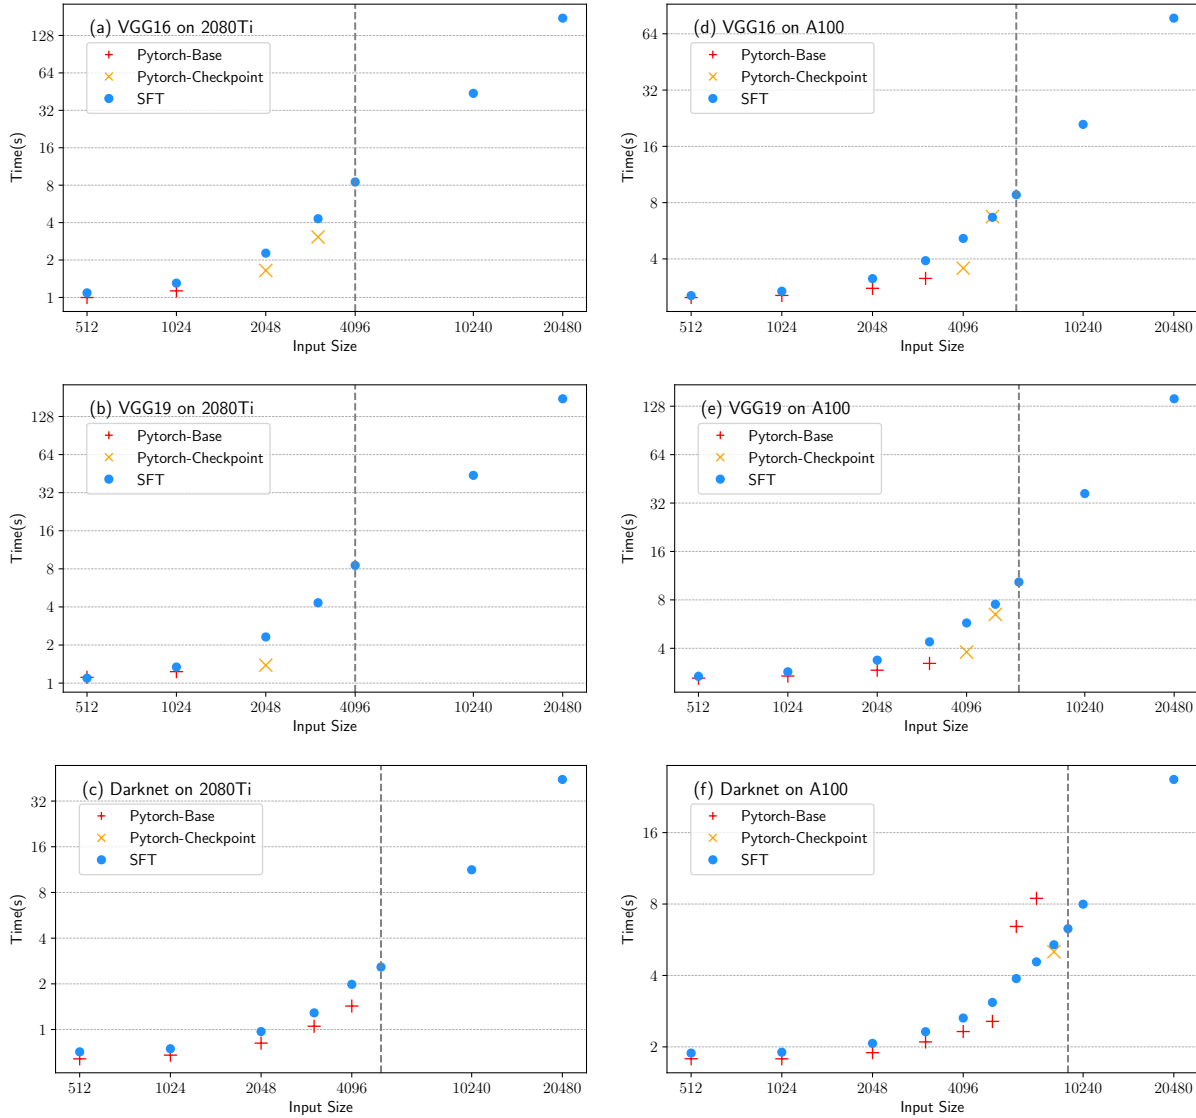 (a) VGG16 on 2080Ti
Pytorch-Base
Pytorch-Checkpoint
SFT
128
64
32
16
8
4
2
1
Time(s)
512 1024 2048 4096 10240 20480
Input Size
(d) VGG16 on A100
Pytorch-Base
Pytorch-Checkpoint
SFT
64
32
16
8
4
Time(s)
512 1024 2048 4096 10240 20480
Input Size
(b) VGG19 on 2080Ti
Pytorch-Base
Pytorch-Checkpoint
SFT
128
64
32
16
8
4
2
1
Time(s)
512 1024 2048 4096 10240 20480
Input Size
(e) VGG19 on A100
Pytorch-Base
Pytorch-Checkpoint
SFT
128
64
32
16
8
4
Time(s)
512 1024 2048 4096 10240 20480
Input Size
(c) Darknet on 2080Ti
Pytorch-Base
Pytorch-Checkpoint
SFT
32
16
8
4
2
1
Time(s)
512 1024 2048 4096 10240 20480
Input Size
(f) Darknet on A100
Pytorch-Base
Pytorch-Checkpoint
SFT
16
8
4
2
Time(s)
512 1024 2048 4096 10240 20480
Input Size